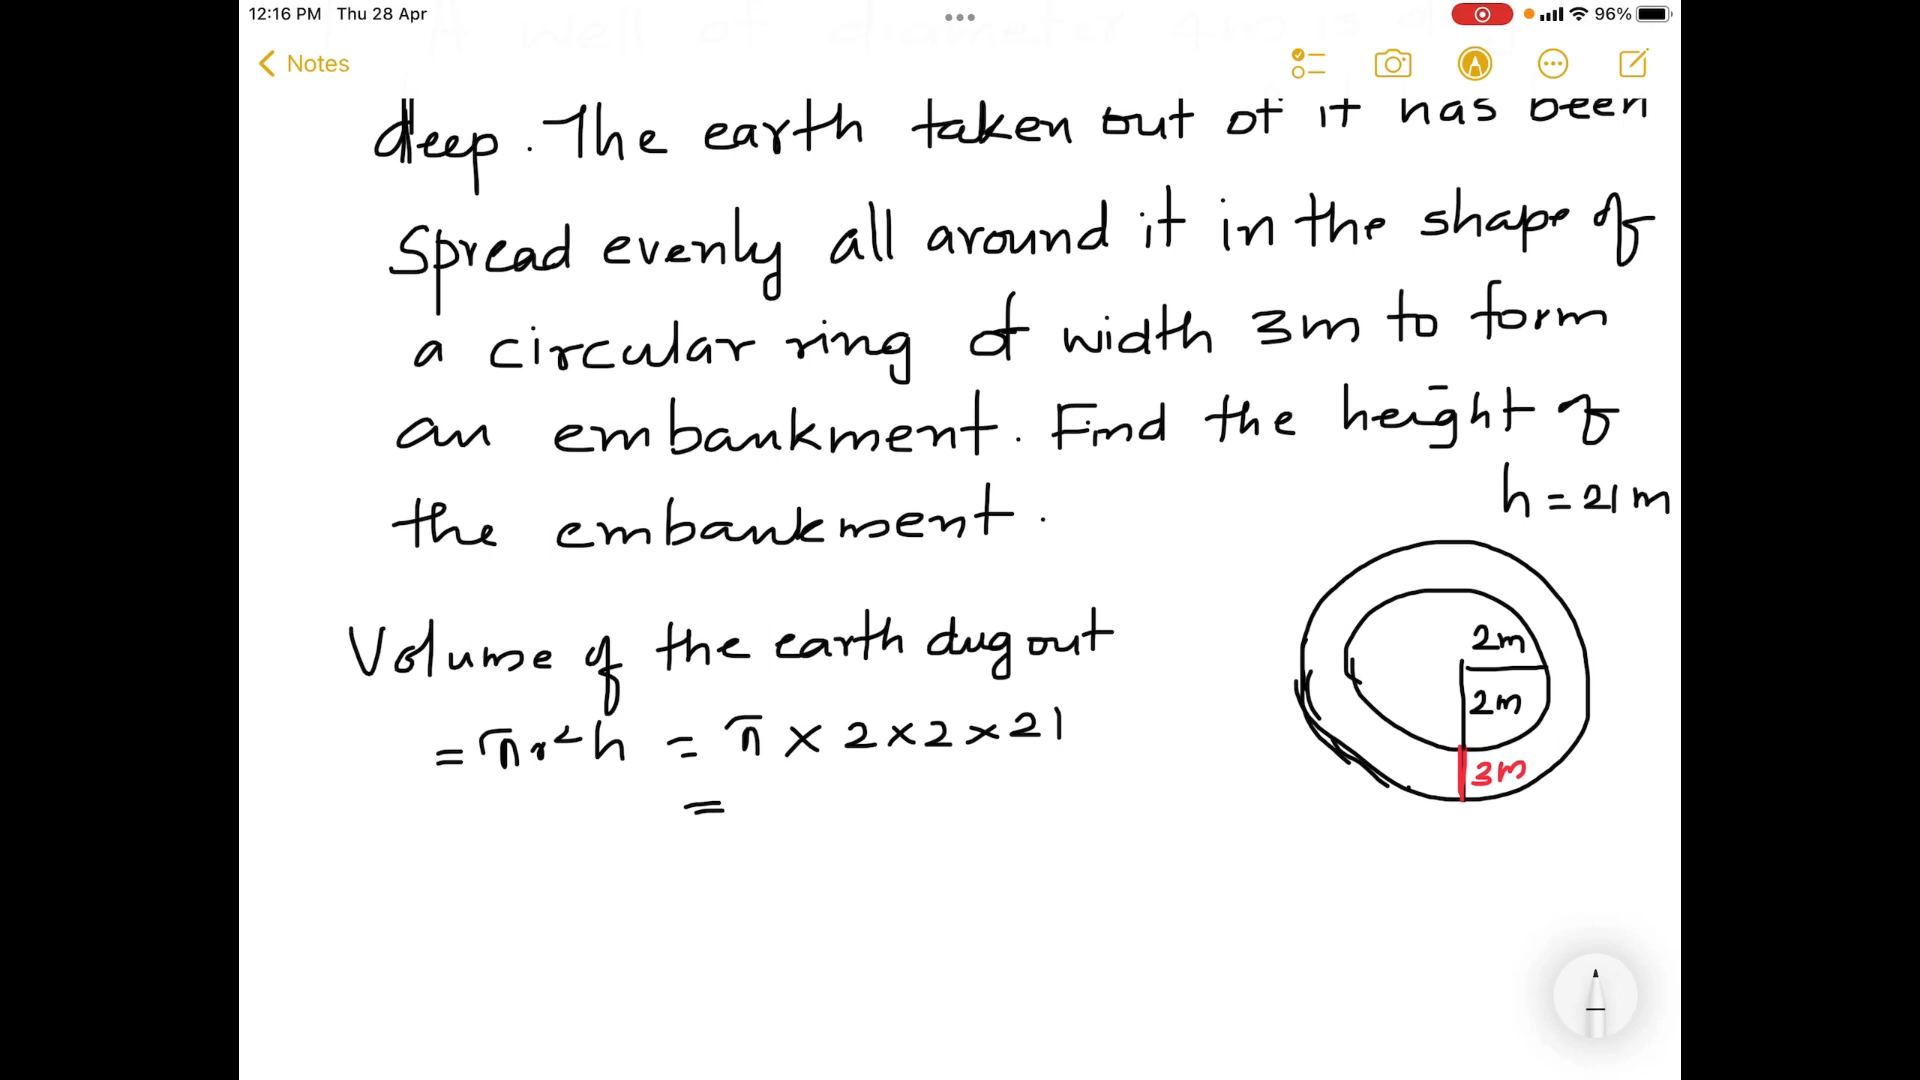 12:16 PM Thu 28 Apr
96%
Notes
deep. The earth taken out of it has been
Spread evenly all around it in the shape of
a circular ring of width 3m to form
an embankment. Find the height of
the embankment.
h = 21 m
Volume of the earth dug out
= πr²h = π × 2 × 2 × 21
=
2m
2m
3m